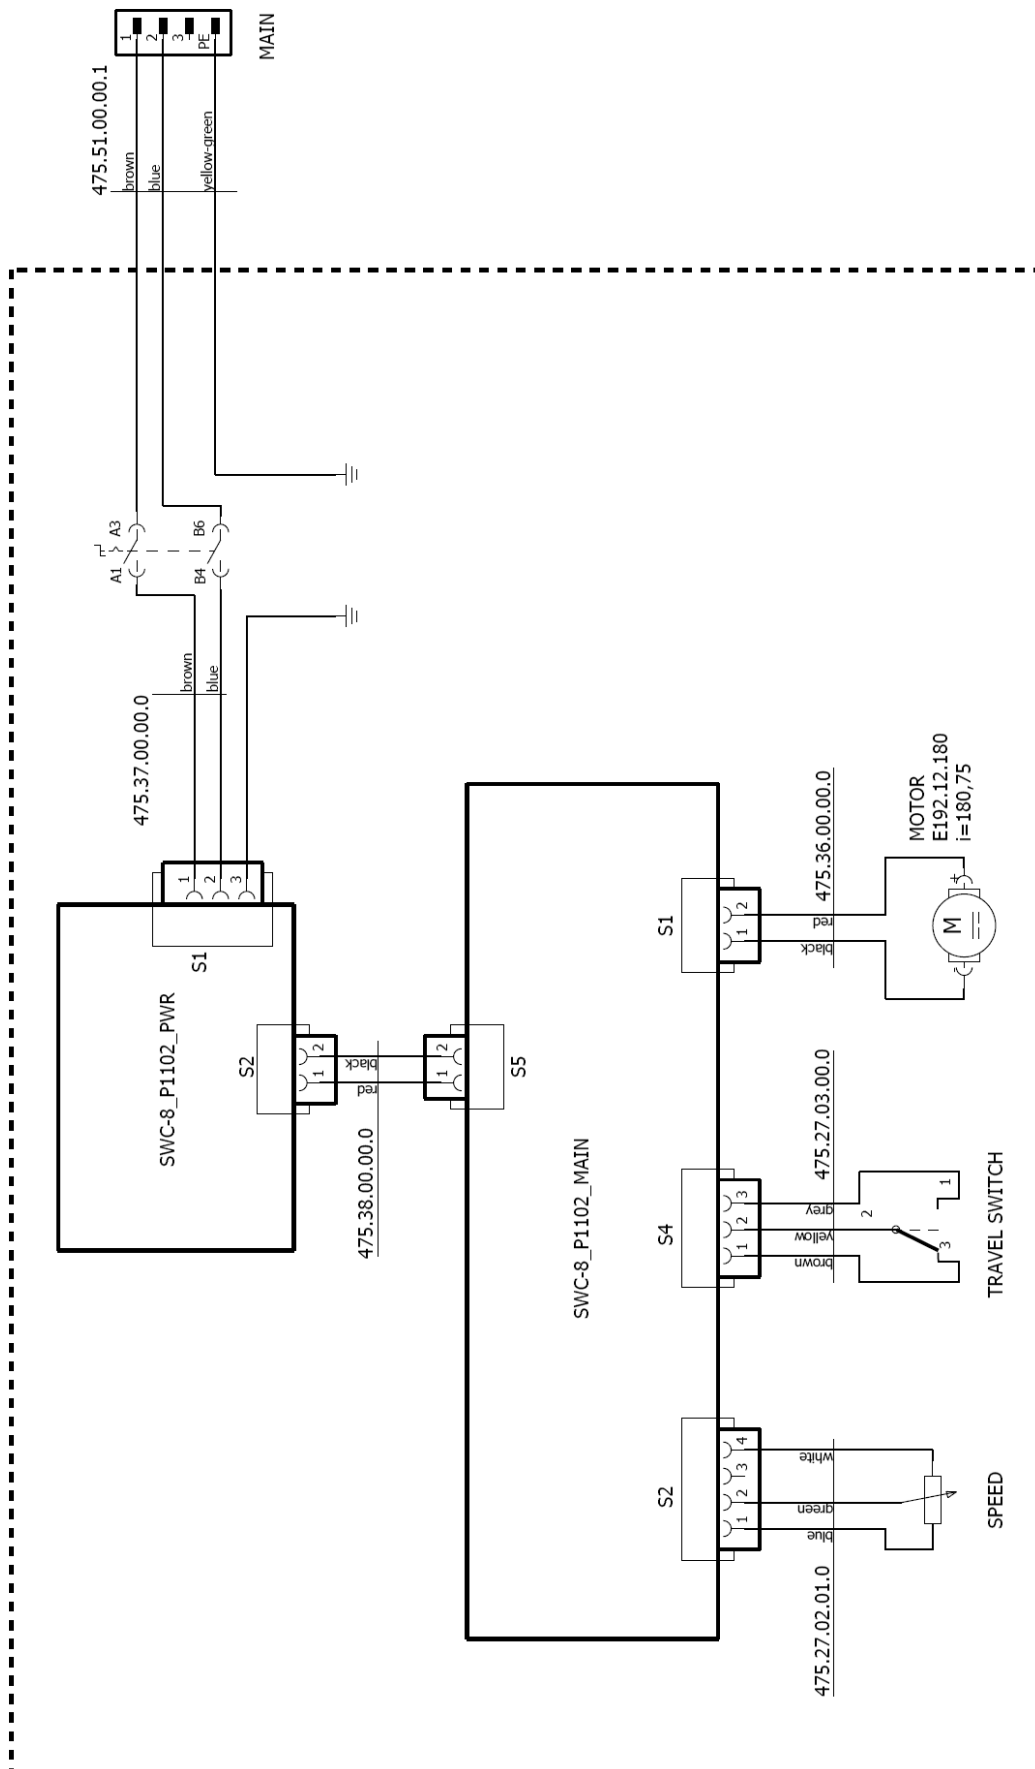 MAIN
1
2
3
PE
475.51.00.00.1
brown
blue
yellow-green
A3
B6
A1
B4
475.37.00.00.0
brown
blue
1
2
3
S1
SWC-8_P1102_PWR
S2
1
2
black
red
475.38.00.00.0
1
2
S5
SWC-8_P1102_MAIN
S1
1
2
red
black
475.36.00.00.0
MOTOR
E192.12.180
i=180,75
+
M
-
S4
1
2
3
grey
yellow
brown
475.27.03.00.0
2
1
3
TRAVEL SWITCH
S2
1
2
3
4
white
green
blue
475.27.02.01.0
SPEED